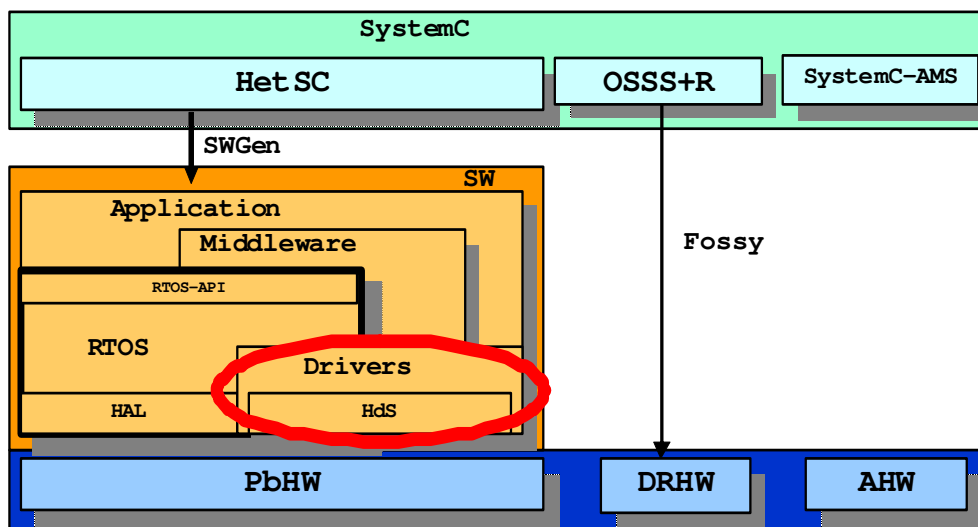 SystemC
HetSC
OSSS+R
SystemC-AMS
SWGen
SW
Application
Middleware
Fossy
RTOS-API
RTOS
Drivers
HAL
HdS
PbHW
DRHW
AHW